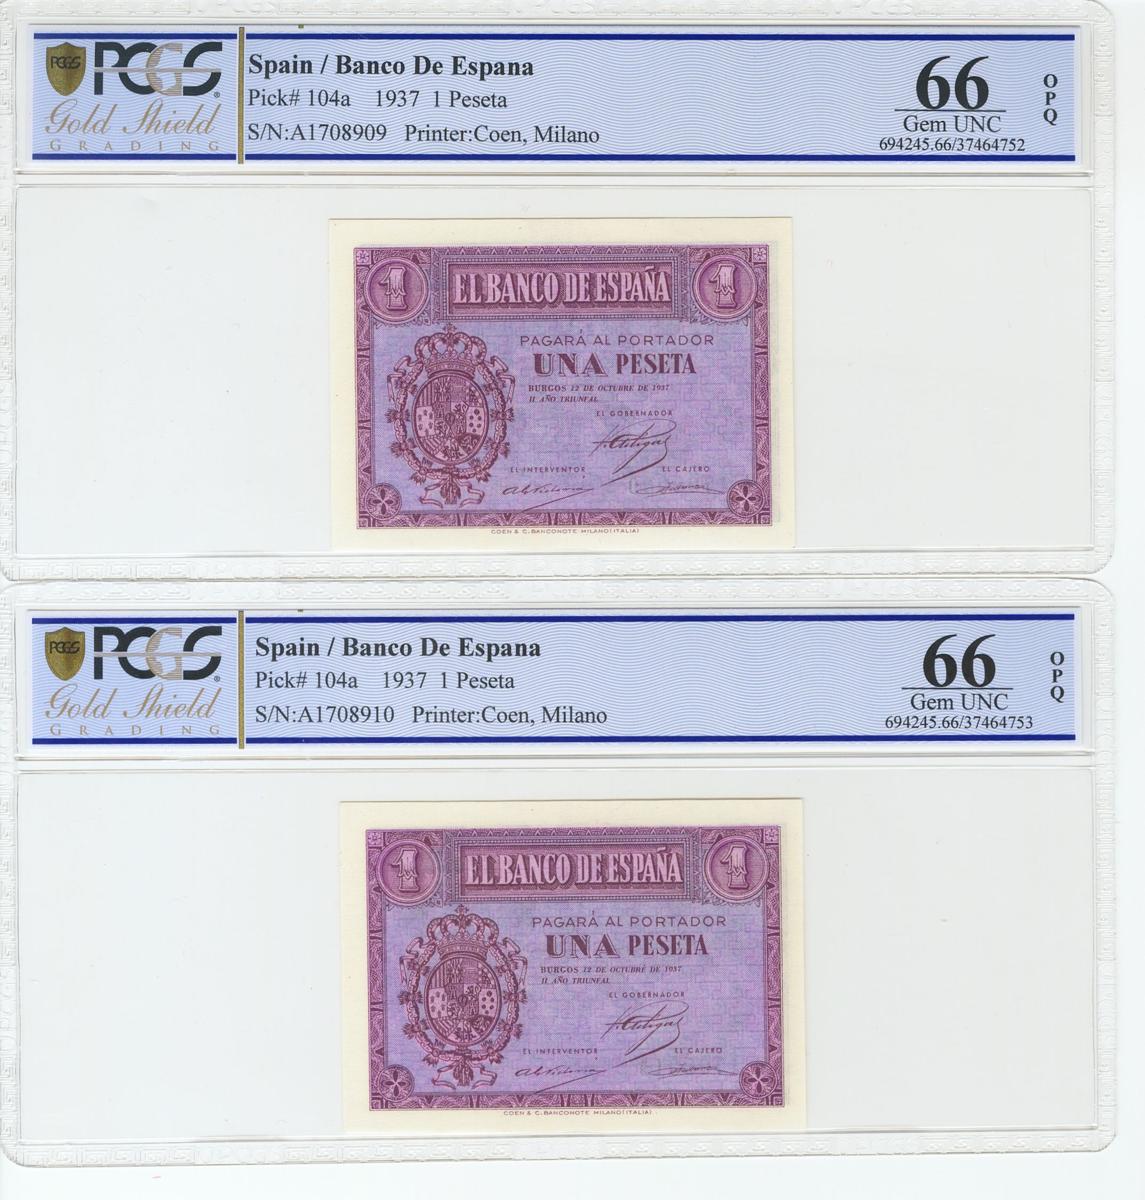 PCGS
PCGS
Gold Shield
GRADING
Spain / Banco De Espana
Pick# 104a 1937 1 Peseta
S/N:A1708909 Printer:Coen, Milano
66
Gem UNC
694245.66/37464752
OPQ
1 EL BANCO DE ESPAÑA 1
PAGARÁ AL PORTADOR
UNA PESETA
BURGOS 12 DE OCTUBRE DE 1937
II AÑO TRIUNFAL
EL GOBERNADOR
EL INTERVENTOR EL CAJERO
COEN & C. BANCONOTE MILANO (ITALIA)
PCGS
PCGS
Gold Shield
GRADING
Spain / Banco De Espana
Pick# 104a 1937 1 Peseta
S/N:A1708910 Printer:Coen, Milano
66
Gem UNC
694245.66/37464753
OPQ
1 EL BANCO DE ESPAÑA 1
PAGARÁ AL PORTADOR
UNA PESETA
BURGOS 12 DE OCTUBRE DE 1937
II AÑO TRIUNFAL
EL GOBERNADOR
EL INTERVENTOR EL CAJERO
COEN & C. BANCONOTE MILANO (ITALIA)